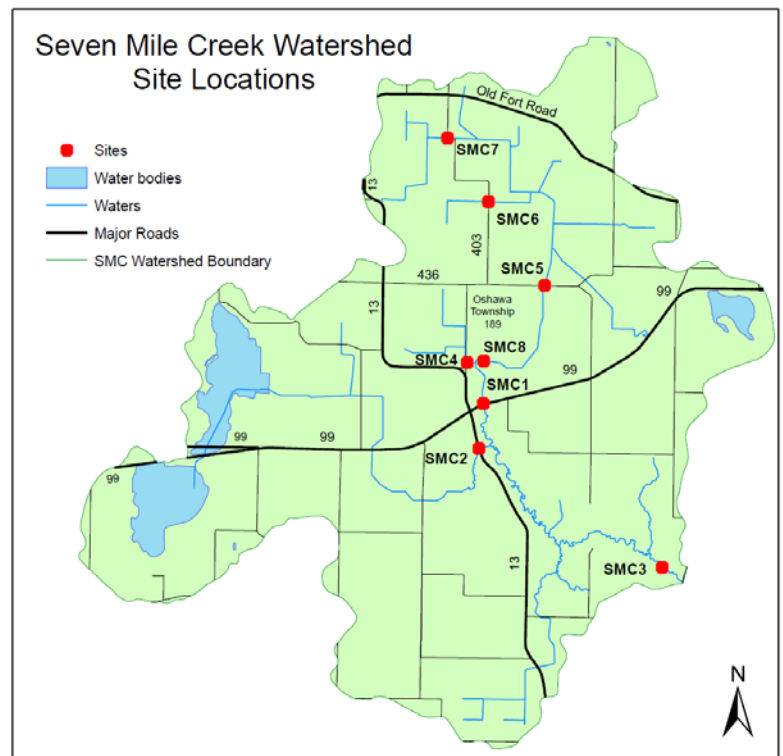 Seven Mile Creek Watershed
Site Locations
Sites
Water bodies
Waters
Major Roads
SMC Watershed Boundary
Old Fort Road
SMC7
13
SMC6
403
SMC5
436
99
13
Oshawa
Township
189
SMC8
SMC4
99
SMC1
99
99
SMC2
99
13
SMC3
N